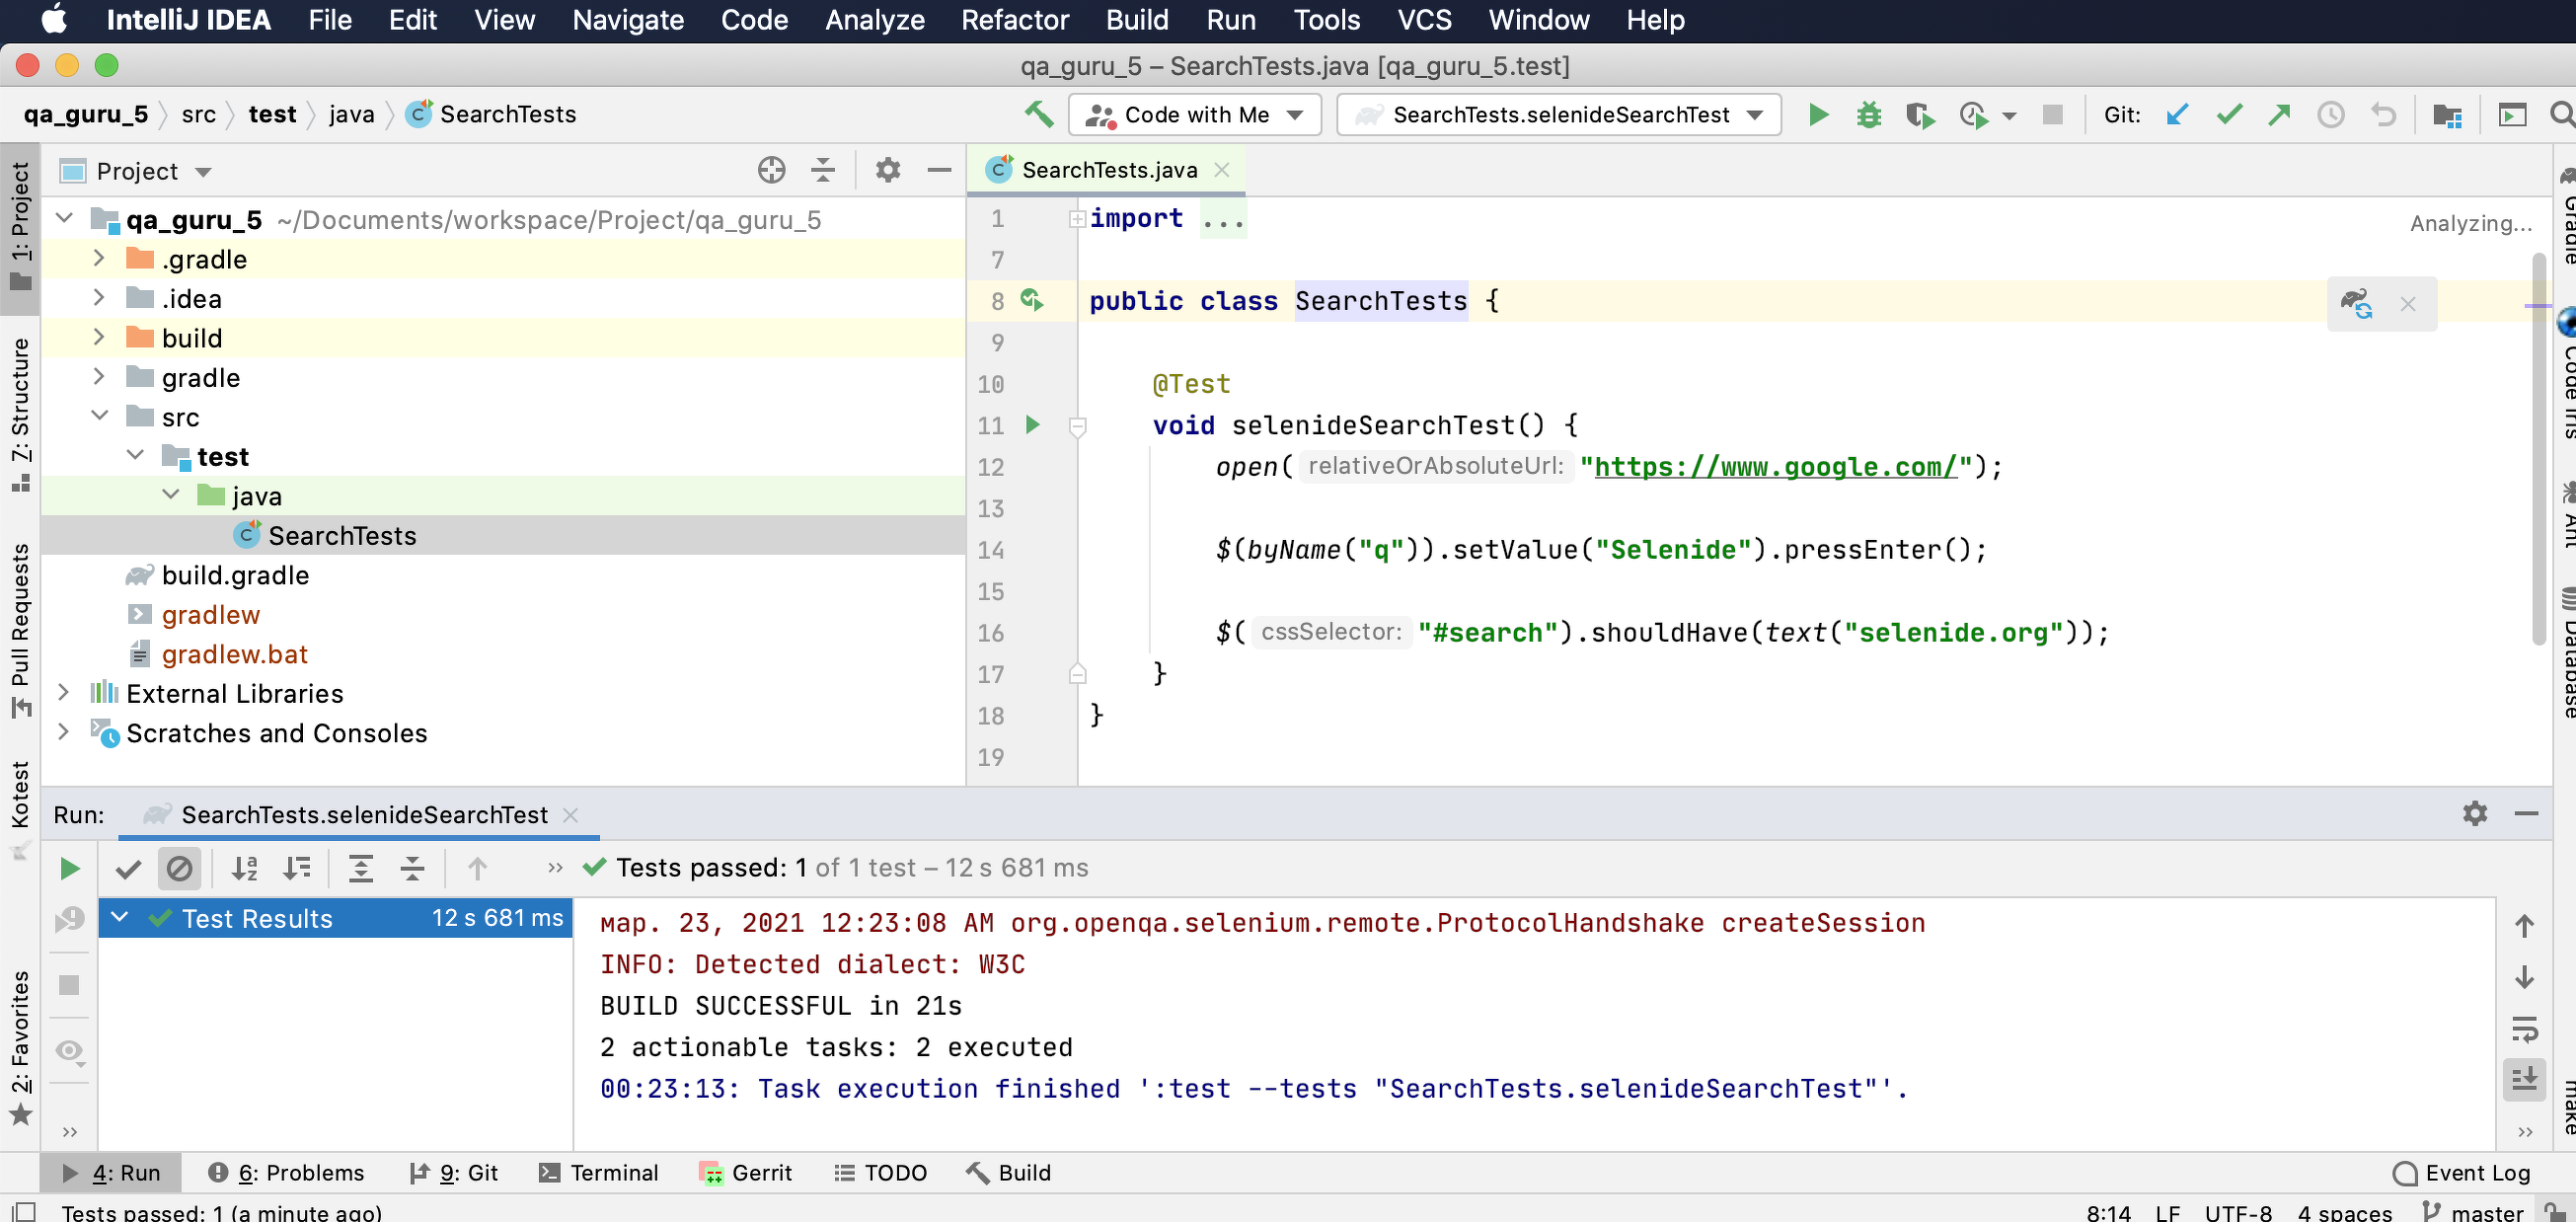 IntelliJ IDEA File Edit View Navigate Code Analyze Refactor Build Run Tools VCS Window Help
qa_guru_5 – SearchTests.java [qa_guru_5.test]
qa_guru_5 src test java SearchTests Code with Me SearchTests.selenideSearchTest Git:
1: Project
Z: Structure
Pull Requests
Kotest
2: Favorites
Project
qa_guru_5 ~/Documents/workspace/Project/qa_guru_5
.gradle
.idea
build
gradle
src
test
java
SearchTests
build.gradle
gradlew
gradlew.bat
External Libraries
Scratches and Consoles
SearchTests.java
Analyzing...
1 import ...
7
8 public class SearchTests {
9
10 @Test
11 void selenideSearchTest() {
12 open( relativeOrAbsoluteUrl: "https://www.google.com/");
13
14 $(byName("q")).setValue("Selenide").pressEnter();
15
16 $( cssSelector: "#search").shouldHave(text("selenide.org"));
17 }
18 }
19
Gradle
Code Iris
Ant
Database
make
Run: SearchTests.selenideSearchTest
Tests passed: 1 of 1 test – 12 s 681 ms
Test Results 12 s 681 ms
мар. 23, 2021 12:23:08 AM org.openqa.selenium.remote.ProtocolHandshake createSession
INFO: Detected dialect: W3C
BUILD SUCCESSFUL in 21s
2 actionable tasks: 2 executed
00:23:13: Task execution finished ':test --tests "SearchTests.selenideSearchTest"'.
4: Run 6: Problems 9: Git Terminal Gerrit TODO Build Event Log
Tests passed: 1 (a minute ago) 8:14 LF UTF-8 4 spaces master